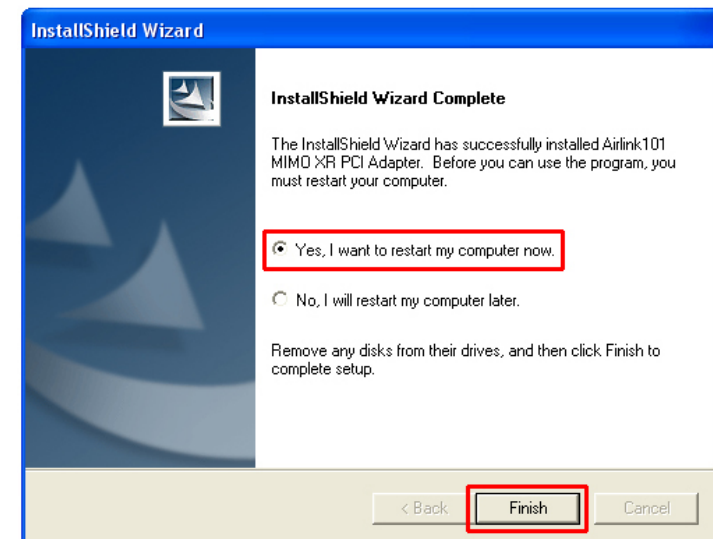 InstallShield Wizard
InstallShield Wizard Complete
The InstallShield Wizard has successfully installed Airlink101
MIMO XR PCI Adapter. Before you can use the program, you
must restart your computer.
Yes, I want to restart my computer now.
No, I will restart my computer later.
Remove any disks from their drives, and then click Finish to
complete setup.
< Back Finish Cancel